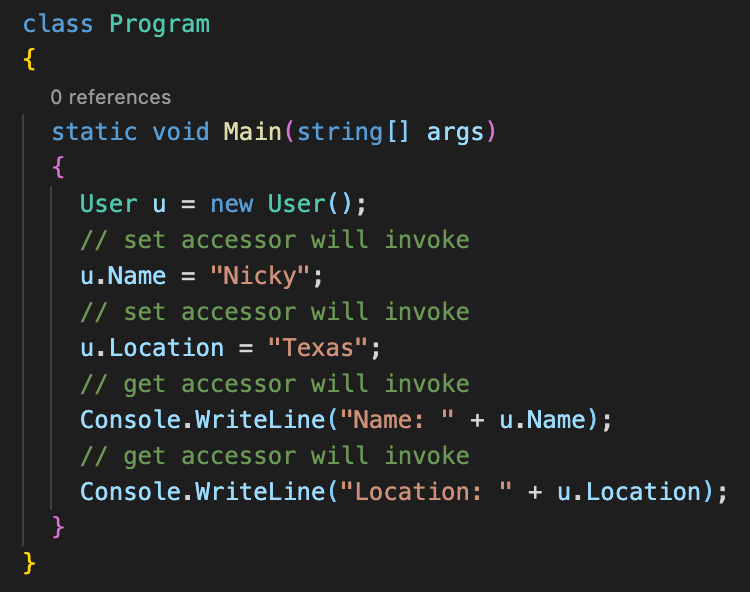 class Program
{
0 references
static void Main(string[] args)
{
User u = new User();
// set accessor will invoke
u.Name = "Nicky";
// set accessor will invoke
u.Location = "Texas";
// get accessor will invoke
Console.WriteLine("Name: " + u.Name);
// get accessor will invoke
Console.WriteLine("Location: " + u.Location);
}
}